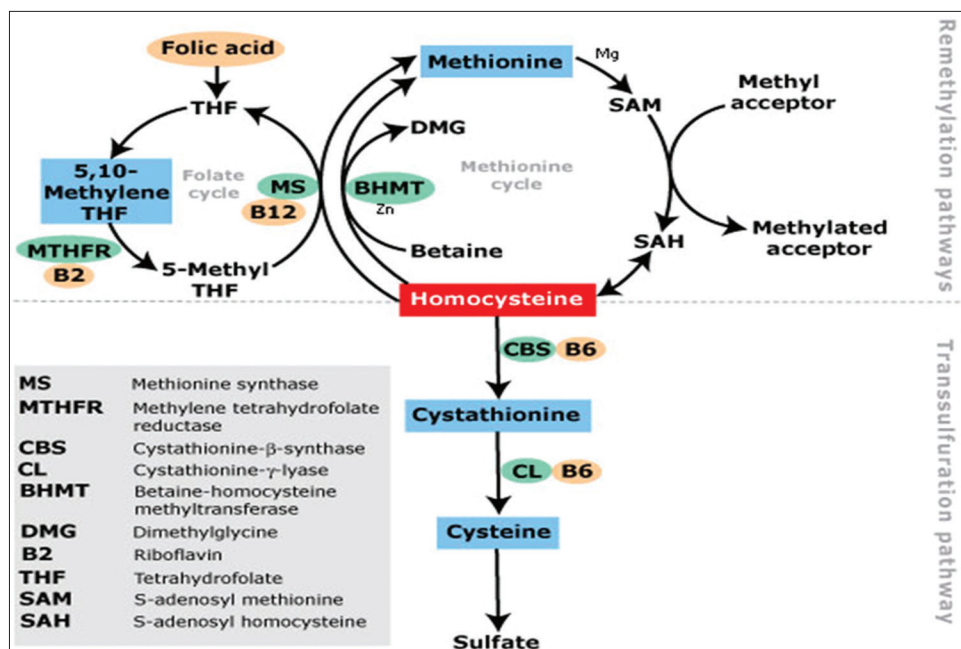 Folic acid
THF
5,10-
Methylene
THF
Folate
cycle
MTHFR
B2
5-Methyl
THF
MS
B12
Methionine
Mg
SAM
DMG
BHMT
Zn
Methionine
cycle
Betaine
Methyl
acceptor
SAH
Methylated
acceptor
Homocysteine
Remethylation pathways
CBS B6
Cystathionine
CL B6
Cysteine
Sulfate
Transsulfuration pathway
MS Methionine synthase
MTHFR Methylene tetrahydrofolate
reductase
CBS Cystathionine-β-synthase
CL Cystathionine-γ-lyase
BHMT Betaine-homocysteine
methyltransferase
DMG Dimethylglycine
B2 Riboflavin
THF Tetrahydrofolate
SAM S-adenosyl methionine
SAH S-adenosyl homocysteine